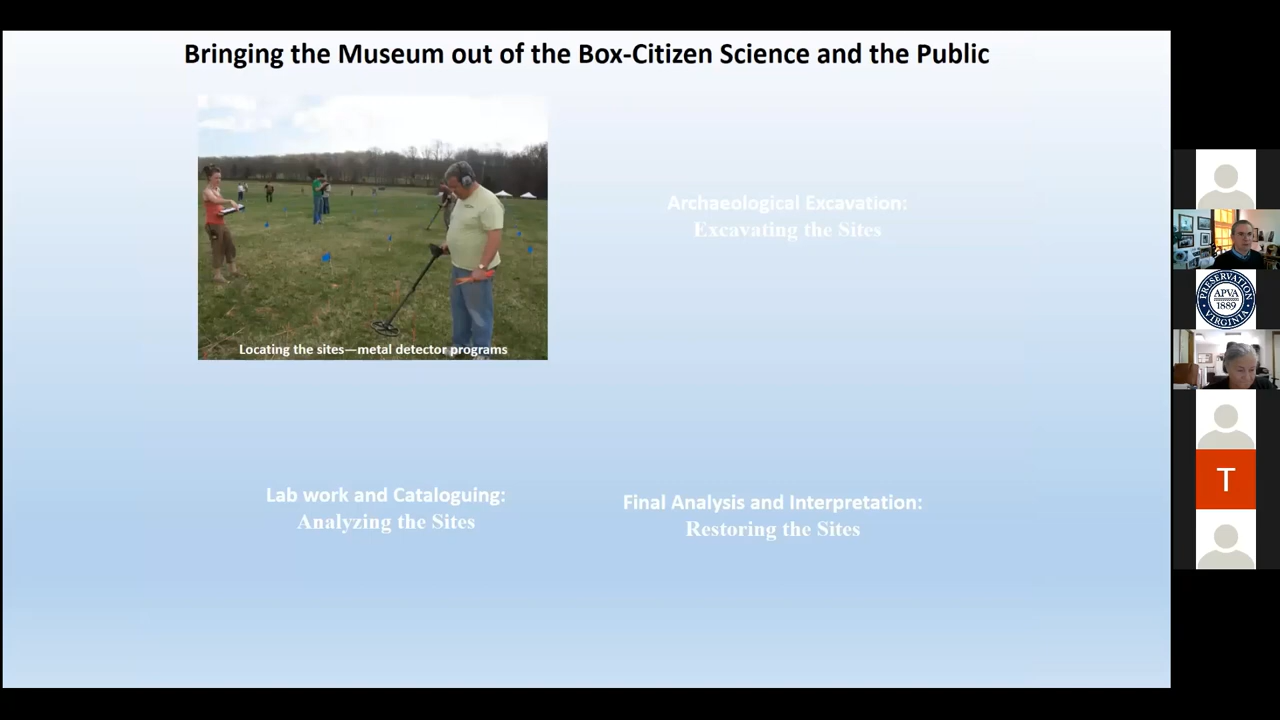 Bringing the Museum out of the Box-Citizen Science and the Public
Archaeological Excavation:
Excavating the Sites
Locating the sites—metal detector programs
Lab work and Cataloguing:
Analyzing the Sites
Final Analysis and Interpretation:
Restoring the Sites
PRESERVATION
APVA
1889
VIRGINIA
T